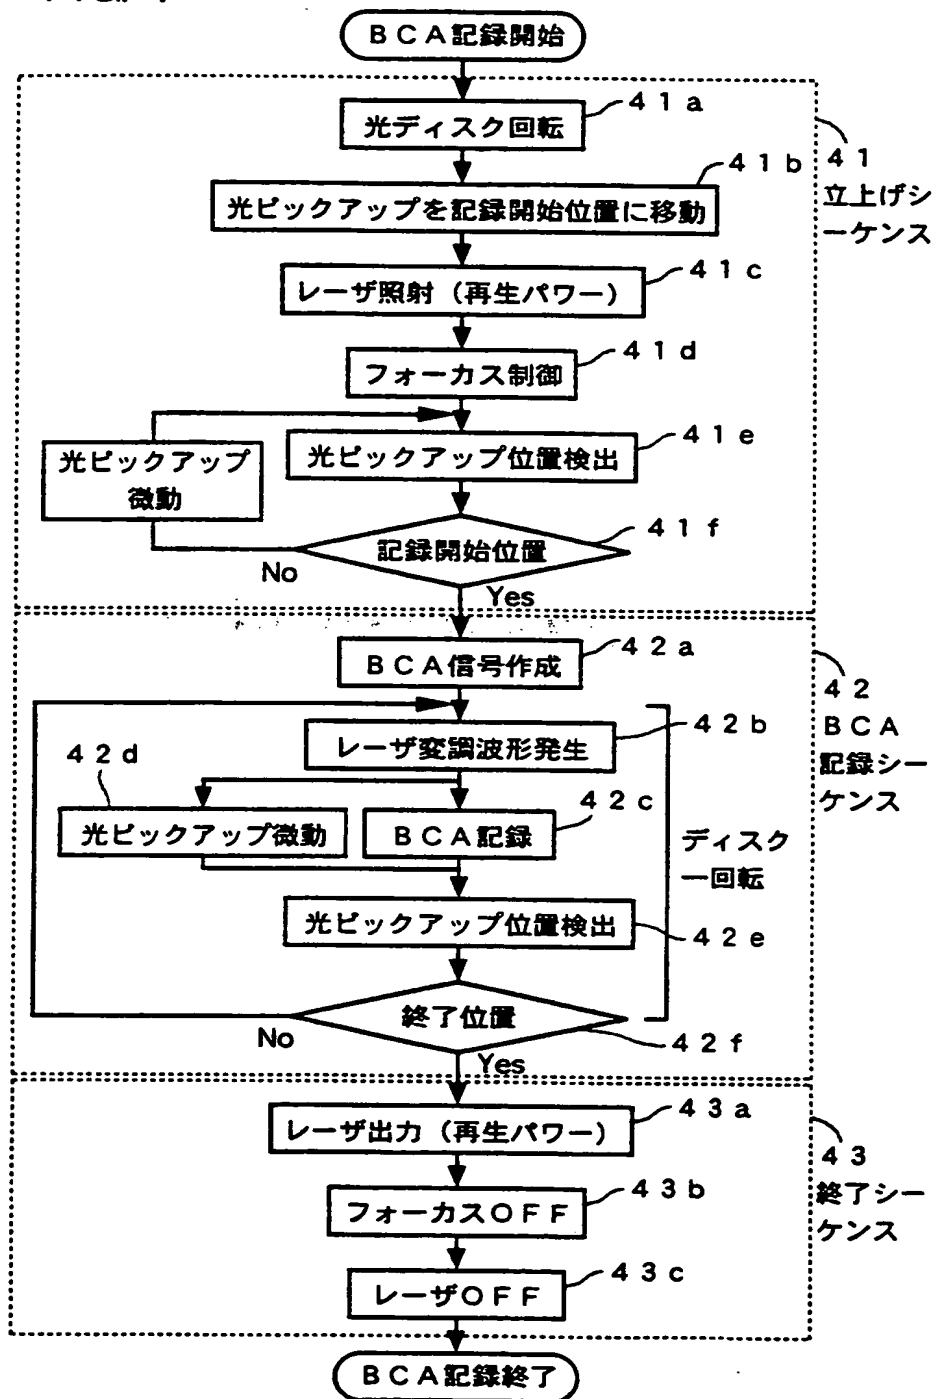 ＢＣＡ記録開始
４１ａ
光ディスク回転
４１ｂ
４１
立上げシ
ーケンス
光ピックアップを記録開始位置に移動
４１ｃ
レーザ照射（再生パワー）
４１ｄ
フォーカス制御
４１ｅ
光ピックアップ
微動
光ピックアップ位置検出
４１ｆ
記録開始位置
No
Yes
４２ａ
ＢＣＡ信号作成
４２
ＢＣＡ
記録シー
ケンス
４２ｂ
レーザ変調波形発生
４２ｄ
４２ｃ
光ピックアップ微動
ＢＣＡ記録
ディスク
一回転
光ピックアップ位置検出
４２ｅ
終了位置
No
４２ｆ
Yes
４３ａ
レーザ出力（再生パワー）
４３
終了シー
ケンス
４３ｂ
フォーカスＯＦＦ
４３ｃ
レーザＯＦＦ
ＢＣＡ記録終了